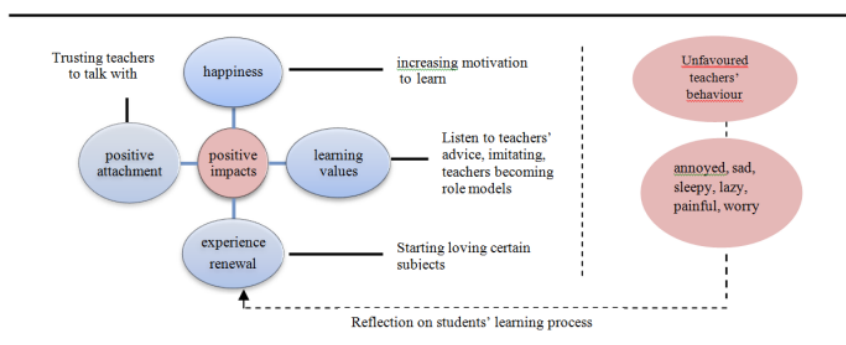 Trusting teachers
to talk with
happiness
increasing motivation
to learn
positive
attachment
positive
impacts
learning
values
Listen to teachers'
advice, imitating,
teachers becoming
role models
experience
renewal
Starting loving certain
subjects
Unfavoured
teachers'
behaviour
annoyed, sad,
sleepy, lazy,
painful, worry
Reflection on students' learning process